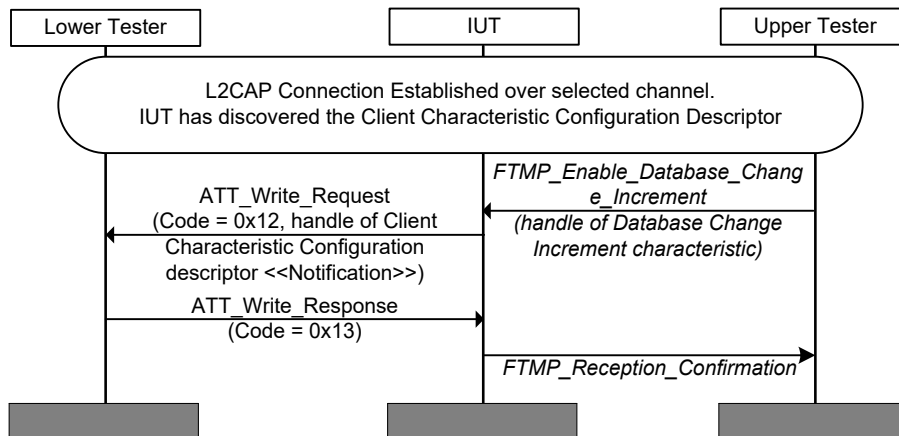 Lower Tester
IUT
Upper Tester
L2CAP Connection Established over selected channel.
IUT has discovered the Client Characteristic Configuration Descriptor
FTMP_Enable_Database_Chang
e_Increment
(handle of Database Change
Increment characteristic)
ATT_Write_Request
(Code = 0x12, handle of Client
Characteristic Configuration
descriptor <<Notification>>)
ATT_Write_Response
(Code = 0x13)
FTMP_Reception_Confirmation